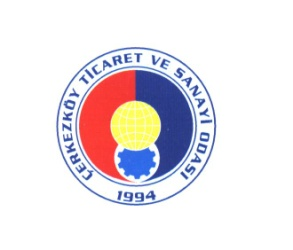 ÇERKEZKÖY TİCARET VE SANAYİ ODASI
1994